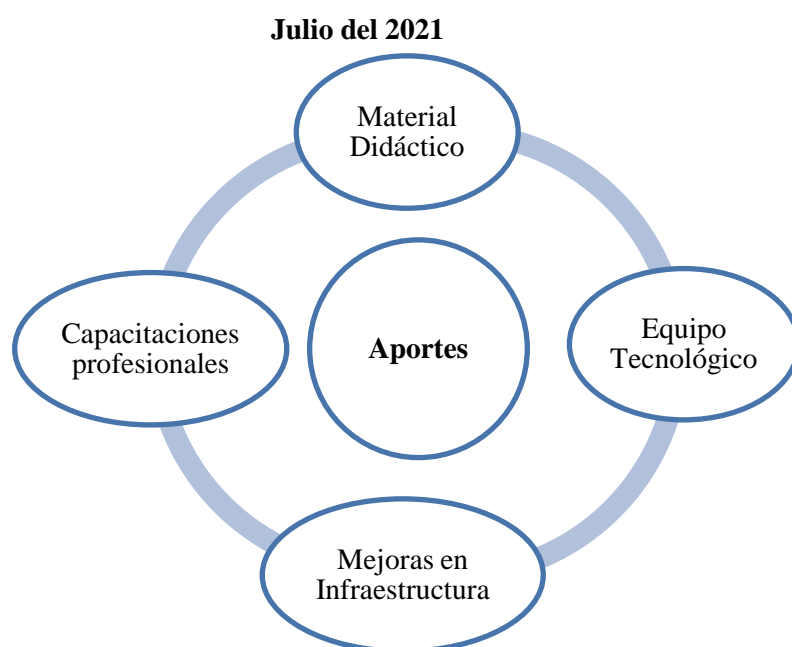 Julio del 2021
Material
Didáctico
Capacitaciones
profesionales
Aportes
Equipo
Tecnológico
Mejoras en
Infraestructura